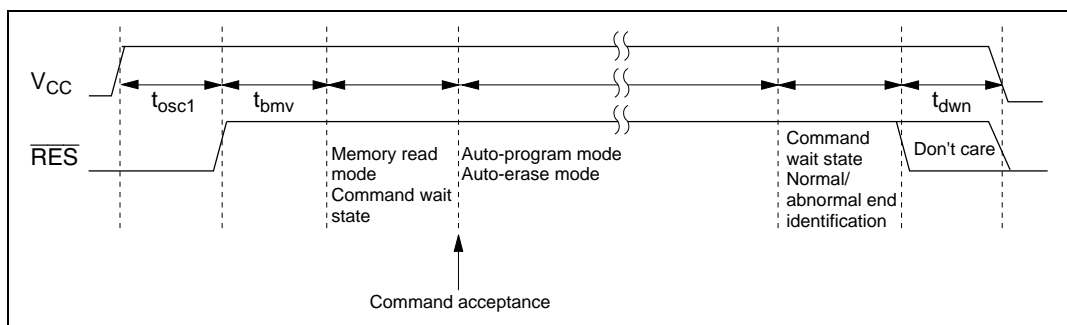 VCC
tosc1
tbmv
tdwn
RES
Memory read
mode
Command wait
state
Auto-program mode
Auto-erase mode
Command
wait state
Normal/
abnormal end
identification
Don't care
Command acceptance